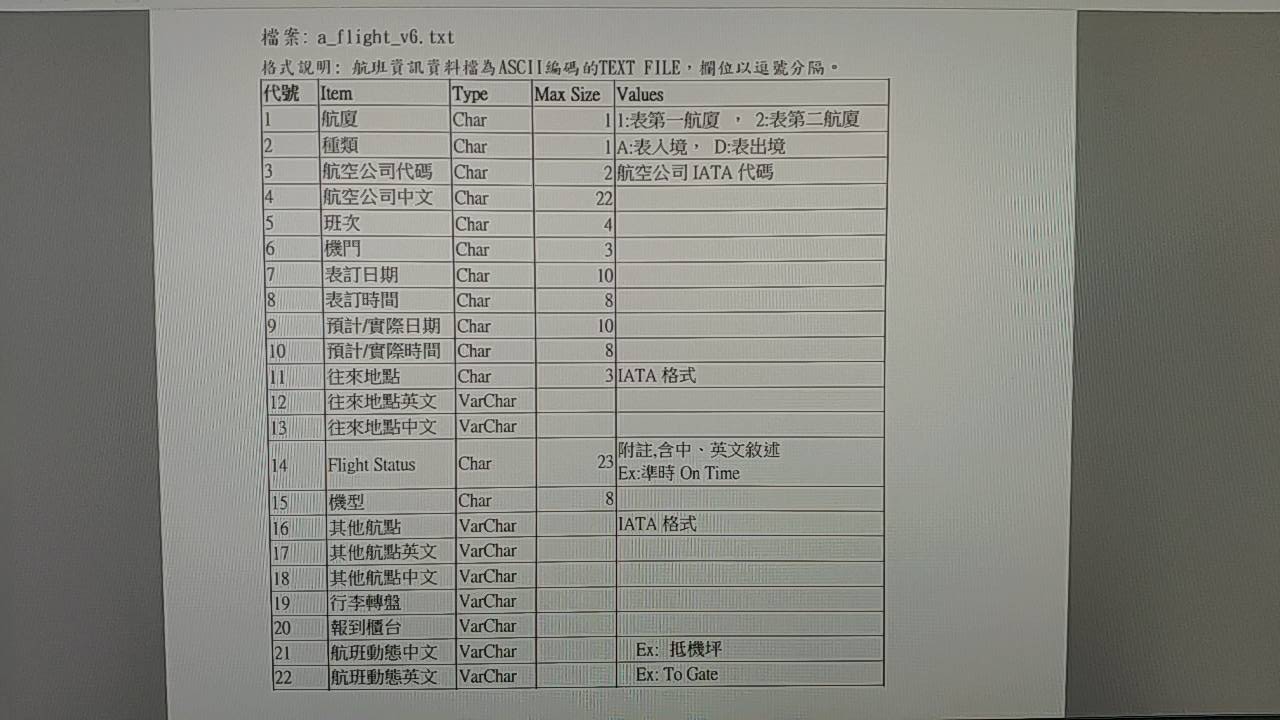 檔案: a_flight_v6.txt
格式說明: 航班資訊資料檔為ASCII編碼的TEXT FILE，欄位以逗號分隔。
代號 Item Type Max Size Values
1 航廈 Char 1 1:表第一航廈 ， 2:表第二航廈
2 種類 Char 1 A:表入境， D:表出境
3 航空公司代碼 Char 2 航空公司 IATA 代碼
4 航空公司中文 Char 22
5 班次 Char 4
6 機門 Char 3
7 表訂日期 Char 10
8 表訂時間 Char 8
9 預計/實際日期 Char 10
10 預計/實際時間 Char 8
11 往來地點 Char 3 IATA 格式
12 往來地點英文 VarChar
13 往來地點中文 VarChar
14 Flight Status Char 23 附註,含中、英文敘述
Ex:準時 On Time
15 機型 Char 8
16 其他航點 VarChar IATA 格式
17 其他航點英文 VarChar
18 其他航點中文 VarChar
19 行李轉盤 VarChar
20 報到櫃台 VarChar
21 航班動態中文 VarChar Ex: 抵機坪
22 航班動態英文 VarChar Ex: To Gate